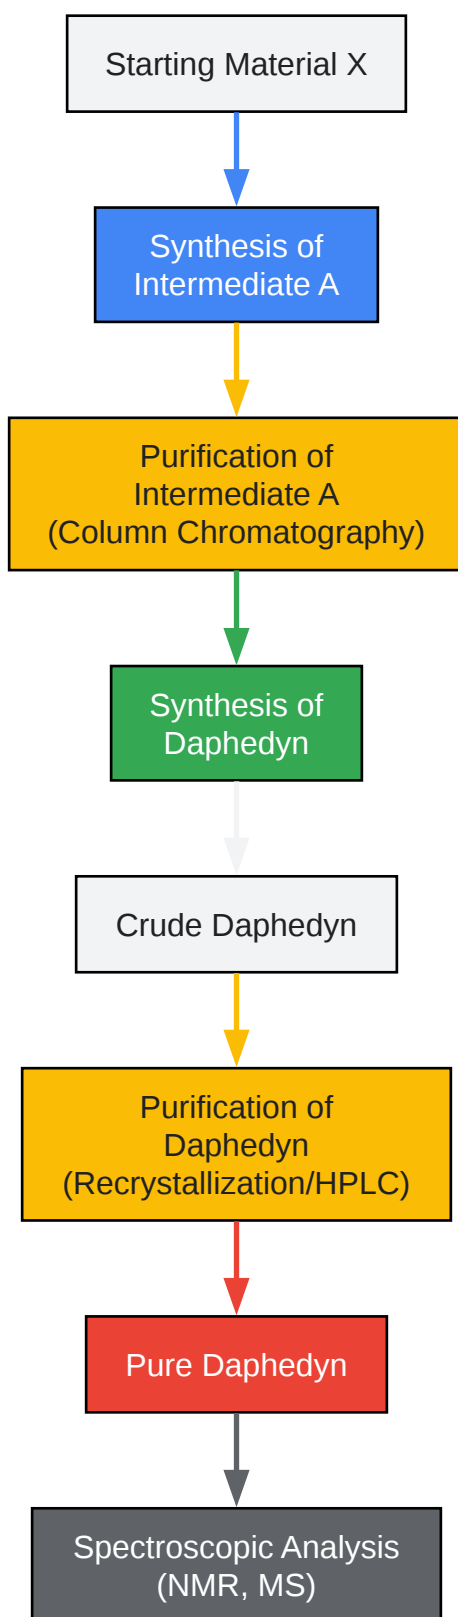 Starting Material X
Synthesis of
Intermediate A
Purification of
Intermediate A
(Column Chromatography)
Synthesis of
Daphedyn
Crude Daphedyn
Purification of
Daphedyn
(Recrystallization/HPLC)
Pure Daphedyn
Spectroscopic Analysis
(NMR, MS)